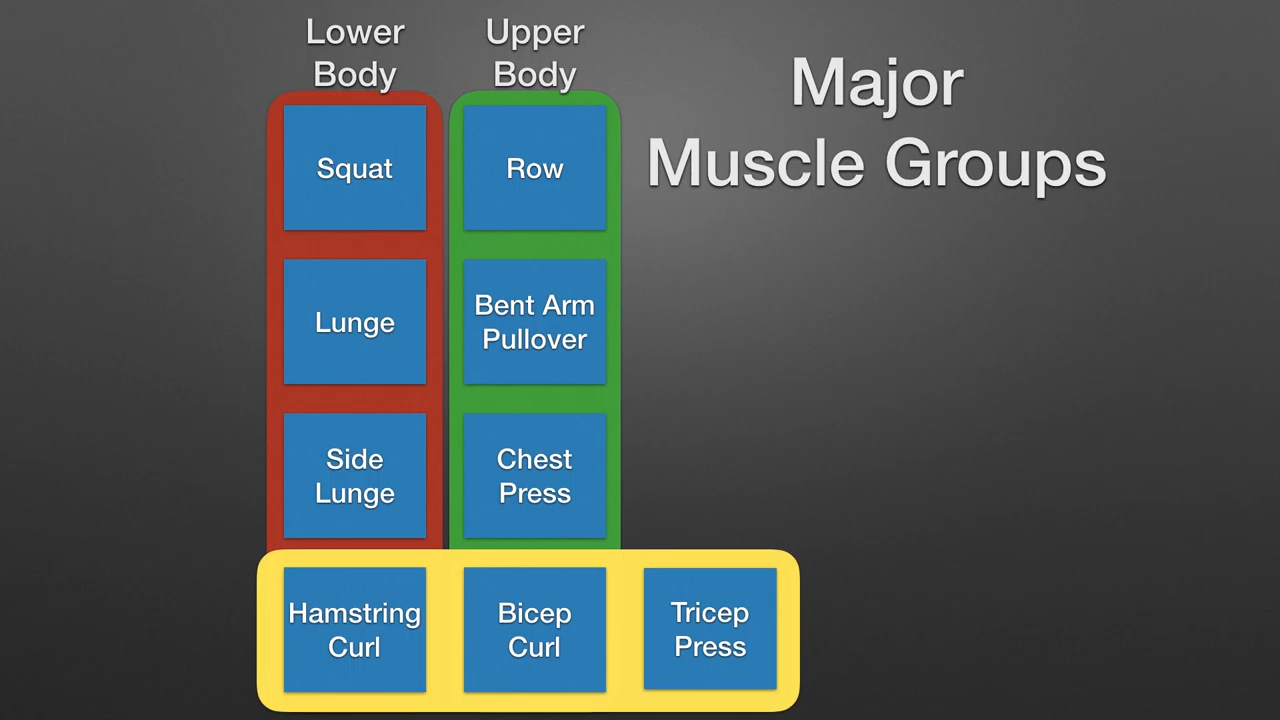 Lower
Body
Upper
Body
Major
Muscle Groups
Squat
Row
Lunge
Bent Arm
Pullover
Side
Lunge
Chest
Press
Hamstring
Curl
Bicep
Curl
Tricep
Press